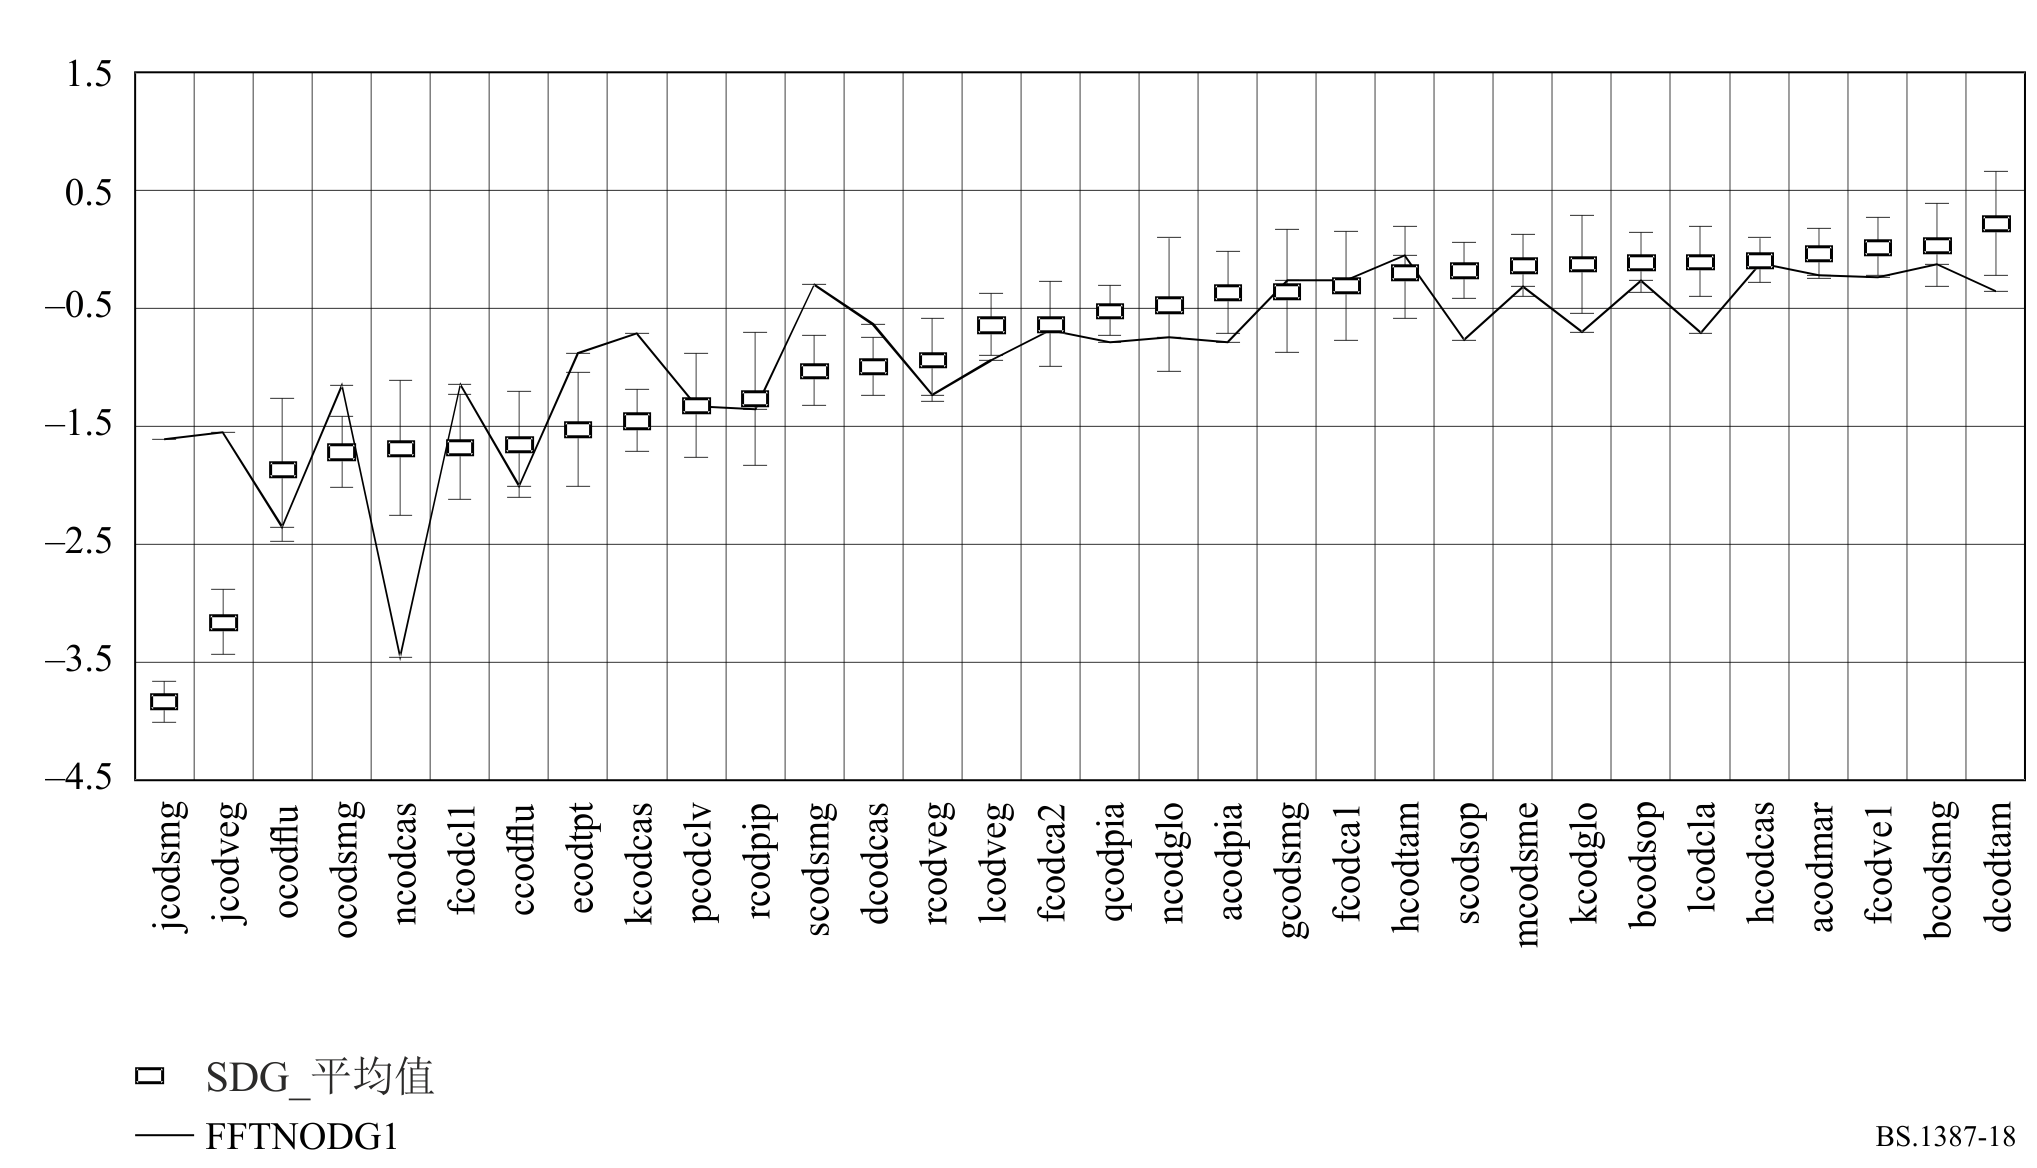 1.5
0.5
–0.5
–1.5
–2.5
–3.5
–4.5
jcodsmg
jcodveg
ocodflu
ocodsmg
ncodcas
fcodcl1
ccodflu
ecodtpt
kcodcas
pcodclv
rcodpip
scodsmg
dcodcas
rcodveg
lcodveg
fcodca2
qcodpia
ncodglo
acodpia
gcodsmg
fcodca1
hcodtam
scodsop
mcodsme
kcodglo
bcodsop
lcodcla
hcodcas
acodmar
fcodve1
bcodsmg
dcodtam
SDG_平均值
FFTNODG1
BS.1387-18